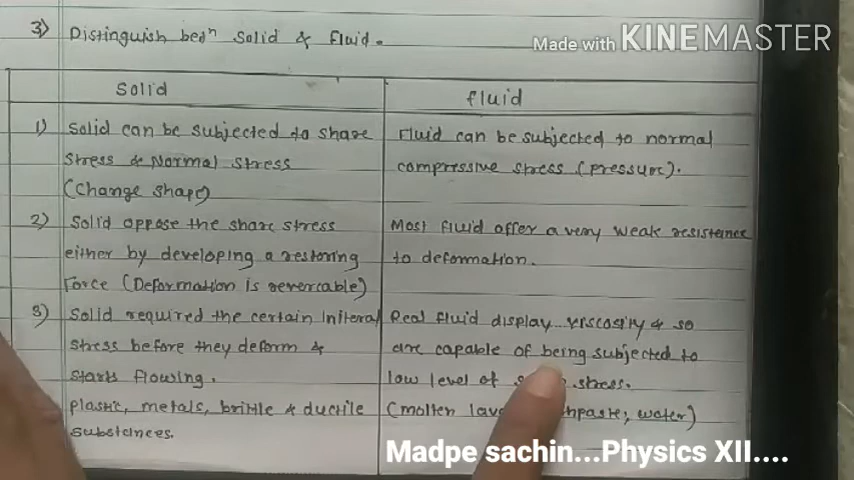 3) Distinguish bedn solid & fluid.
Made with KINEMASTER
Solid
fluid
1) Solid can be subjected to share
stress & Normal stress
(Change shape)
Fluid can be subjected to normal
compressive stress (pressure).
2) Solid oppose the share stress
either by developing a restoring
Force (Deformation is revercable)
Most fluid offer a very weak resistance
to deformation.
3) Solid required the certain initeral
stress before they deform &
starts flowing.
plastic, metals, brittle & ductile
substances.
Real fluid display viscosity & so
are capable of being subjected to
low level of stress.
(molten water)
Madpe sachin...Physics XII....